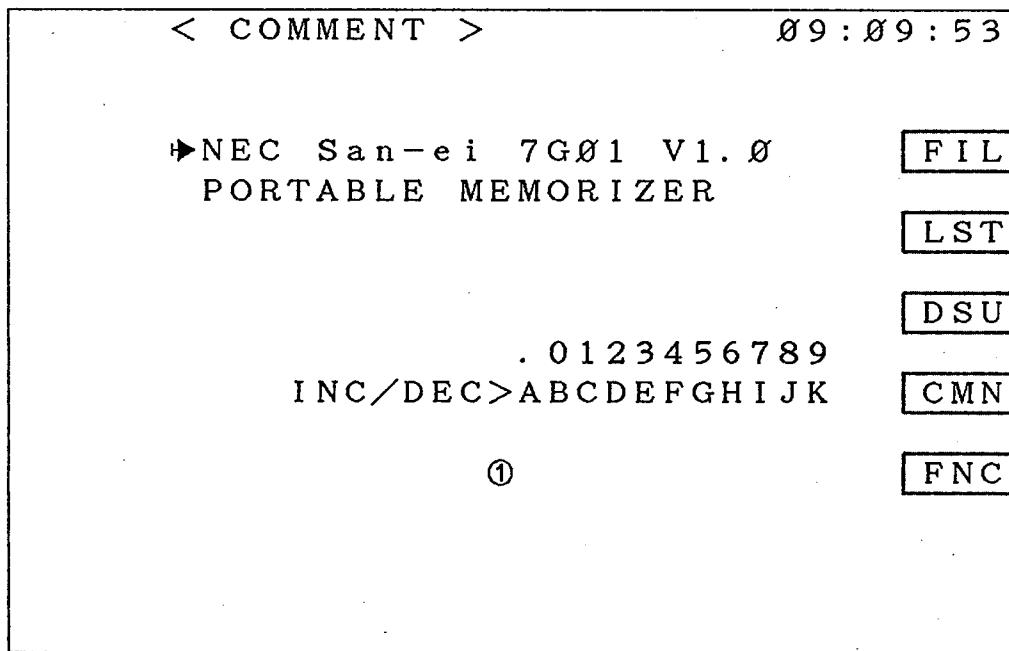 < COMMENT > Ø9:Ø9:53
NEC San-ei 7GØ1 V1.Ø
FIL
PORTABLE MEMORIZER
LST
DSU
.0123456789
INC/DEC>ABCDEFGHIJK
CMN
①
FNC